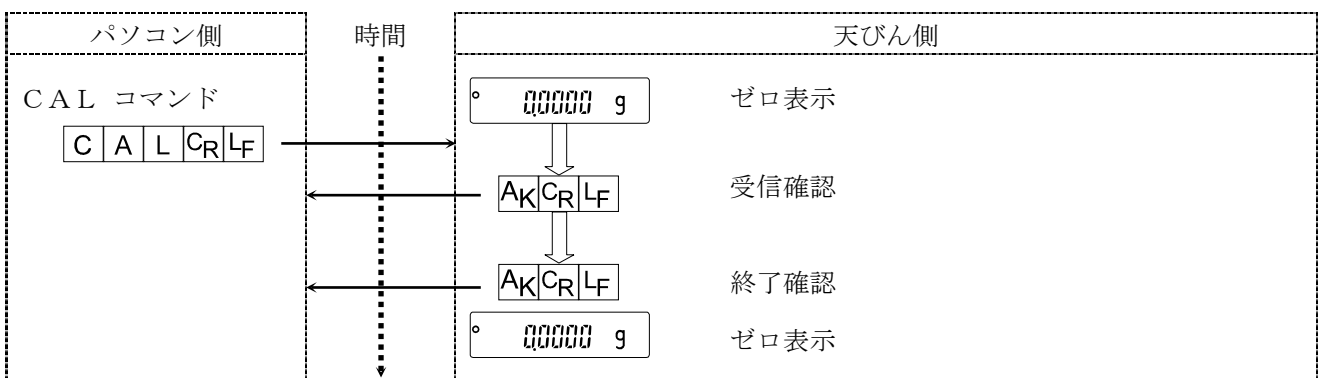 パソコン側 時間 天びん側
CAL コマンド 0.0000 g ゼロ表示
C A L CR LF
AK CR LF 受信確認
AK CR LF 終了確認
0.0000 g ゼロ表示